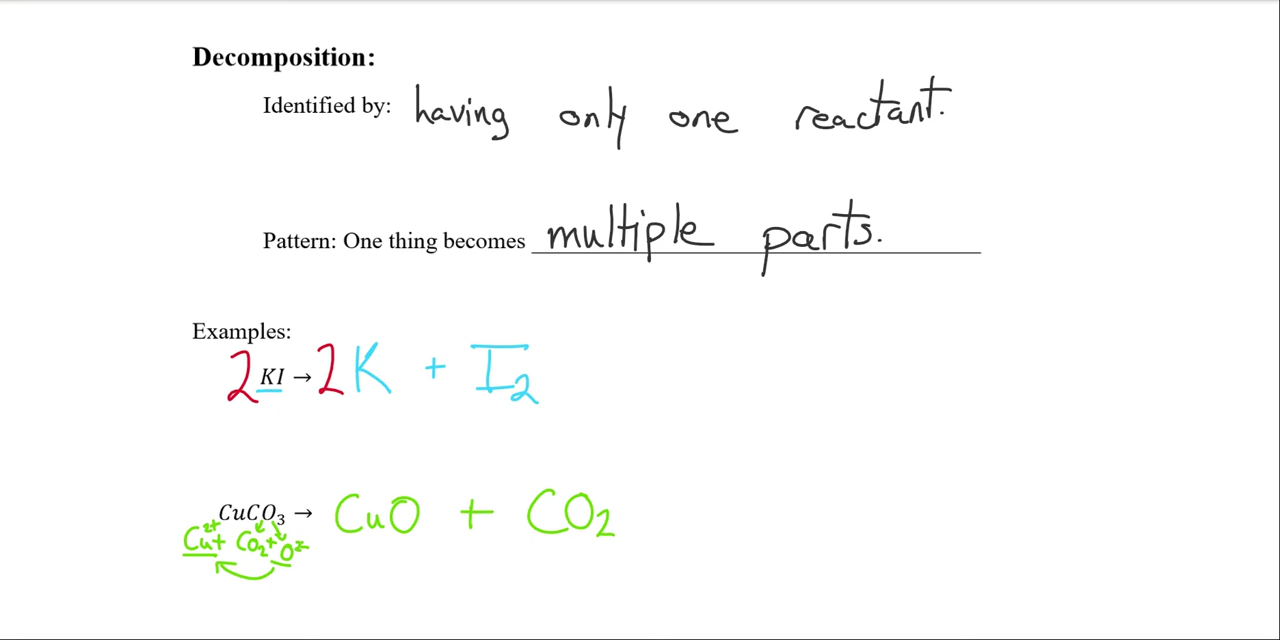 Decomposition:
Identified by: having only one reactant.
Pattern: One thing becomes multiple parts.
Examples:
2KI → 2K + I₂
CuCO₃ → CuO + CO₂
Cu²⁺ + CO₂ + O²⁻